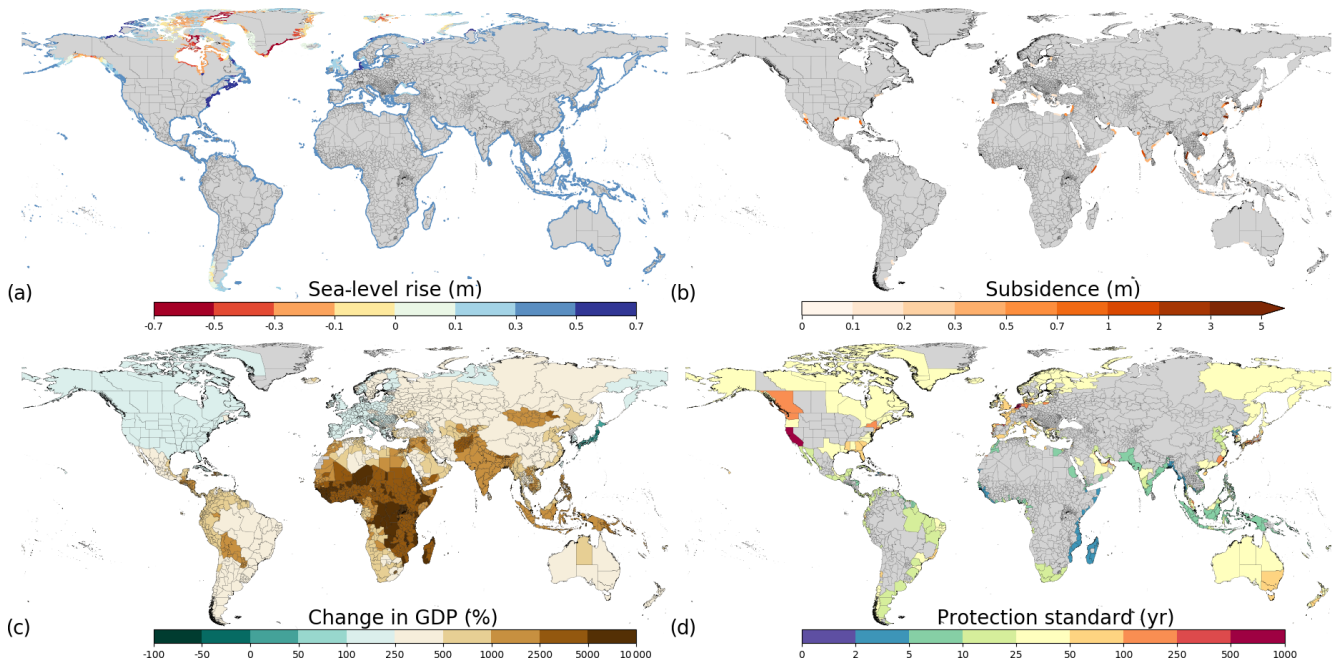 (a)
Sea-level rise (m)
-0.7 -0.5 -0.3 -0.1 0 0.1 0.3 0.5 0.7
(b)
Subsidence (m)
0 0.1 0.2 0.3 0.5 0.7 1 2 3 5
(c)
Change in GDP (%)
-100 -50 0 50 100 250 500 1000 2500 5000 10000
(d)
Protection standard (yr)
0 2 5 10 25 50 100 250 500 1000